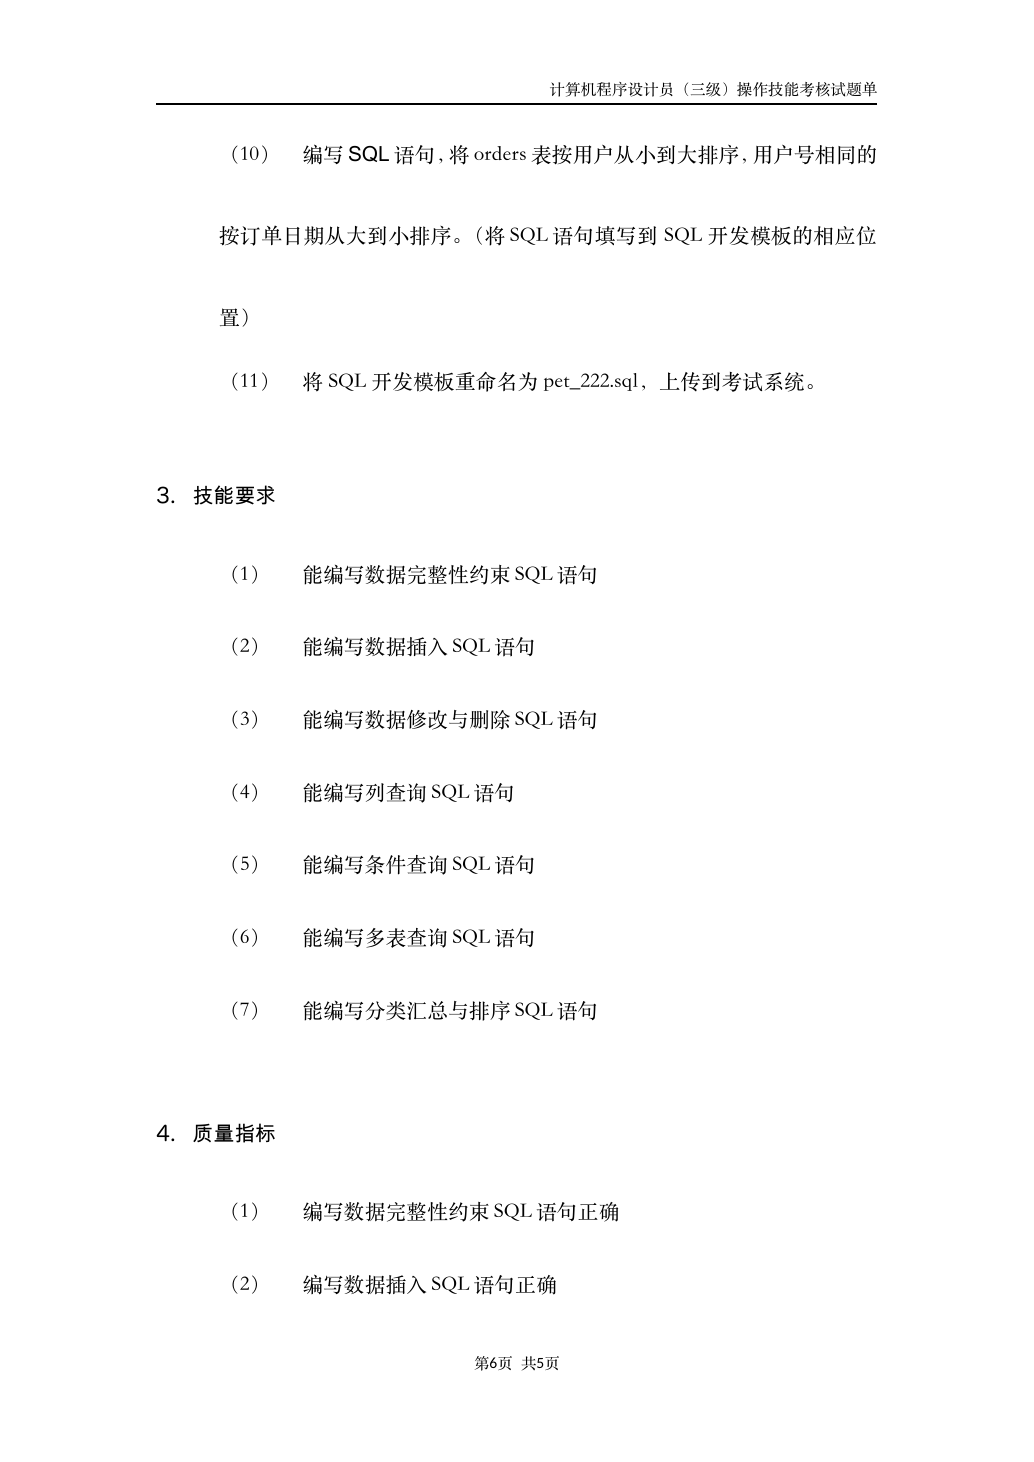 计算机程序设计员（三级）操作技能考核试题单
（10） 编写 SQL 语句，将 orders 表按用户从小到大排序，用户号相同的
按订单日期从大到小排序。（将 SQL 语句填写到 SQL 开发模板的相应位
置）
（11） 将 SQL 开发模板重命名为 pet_222.sql，上传到考试系统。
3. 技能要求
（1） 能编写数据完整性约束 SQL 语句
（2） 能编写数据插入 SQL 语句
（3） 能编写数据修改与删除 SQL 语句
（4） 能编写列查询 SQL 语句
（5） 能编写条件查询 SQL 语句
（6） 能编写多表查询 SQL 语句
（7） 能编写分类汇总与排序 SQL 语句
4. 质量指标
（1） 编写数据完整性约束 SQL 语句正确
（2） 编写数据插入 SQL 语句正确
第6页 共5页